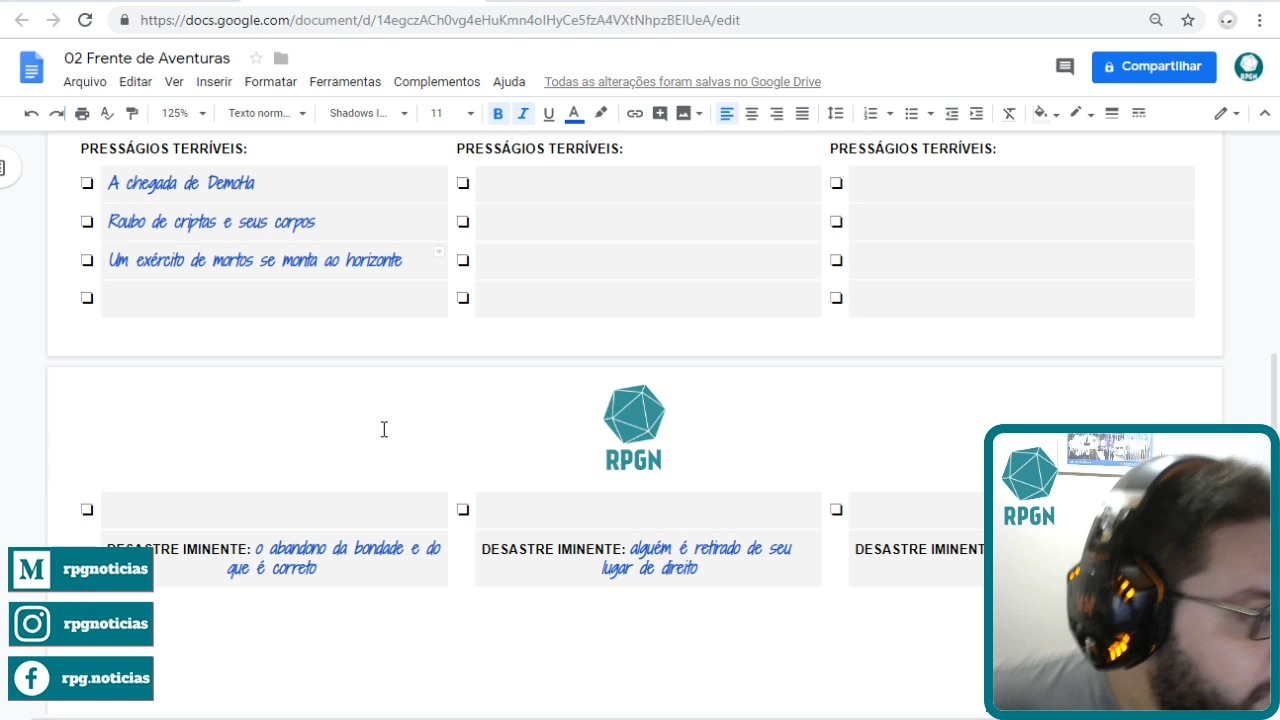 https://docs.google.com/document/d/14egczACh0vg4eHuKmn4oIHyCe5fzA4VXtNhpzBEIUeA/edit
02 Frente de Aventuras
Arquivo Editar Ver Inserir Formatar Ferramentas Complementos Ajuda Todas as alterações foram salvas no Google Drive
Compartilhar
RPGN
125% Texto norm... Shadows I... 11 B I U A
PRESSÁGIOS TERRÍVEIS: PRESSÁGIOS TERRÍVEIS: PRESSÁGIOS TERRÍVEIS:
A chegada de DemoHa
Roubo de criptas e seus corpos
Um exército de mortos se monta ao horizonte
RPGN
DESASTRE IMINENTE: o abandono da bondade e do
que é correto
DESASTRE IMINENTE: alguém é retirado de seu
lugar de direito
DESASTRE IMINENT
M rpgnoticias
rpgnoticias
rpg.noticias
RPGN